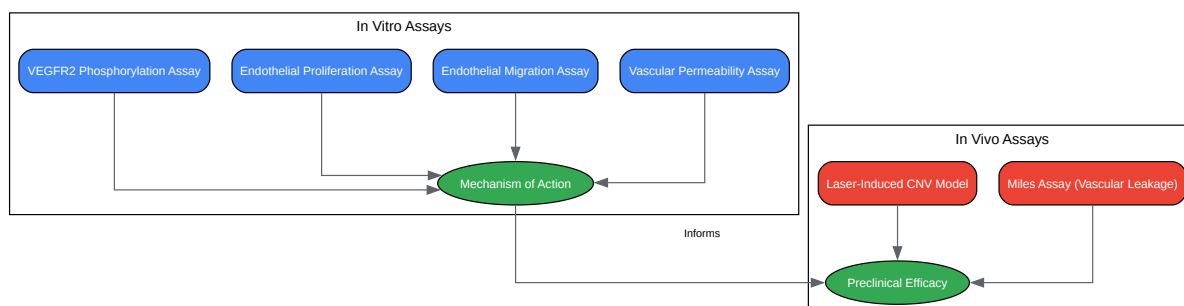 In Vitro Assays
VEGFR2 Phosphorylation Assay
Endothelial Proliferation Assay
Endothelial Migration Assay
Vascular Permeability Assay
Mechanism of Action
In Vivo Assays
Laser-Induced CNV Model
Miles Assay (Vascular Leakage)
Informs
Preclinical Efficacy